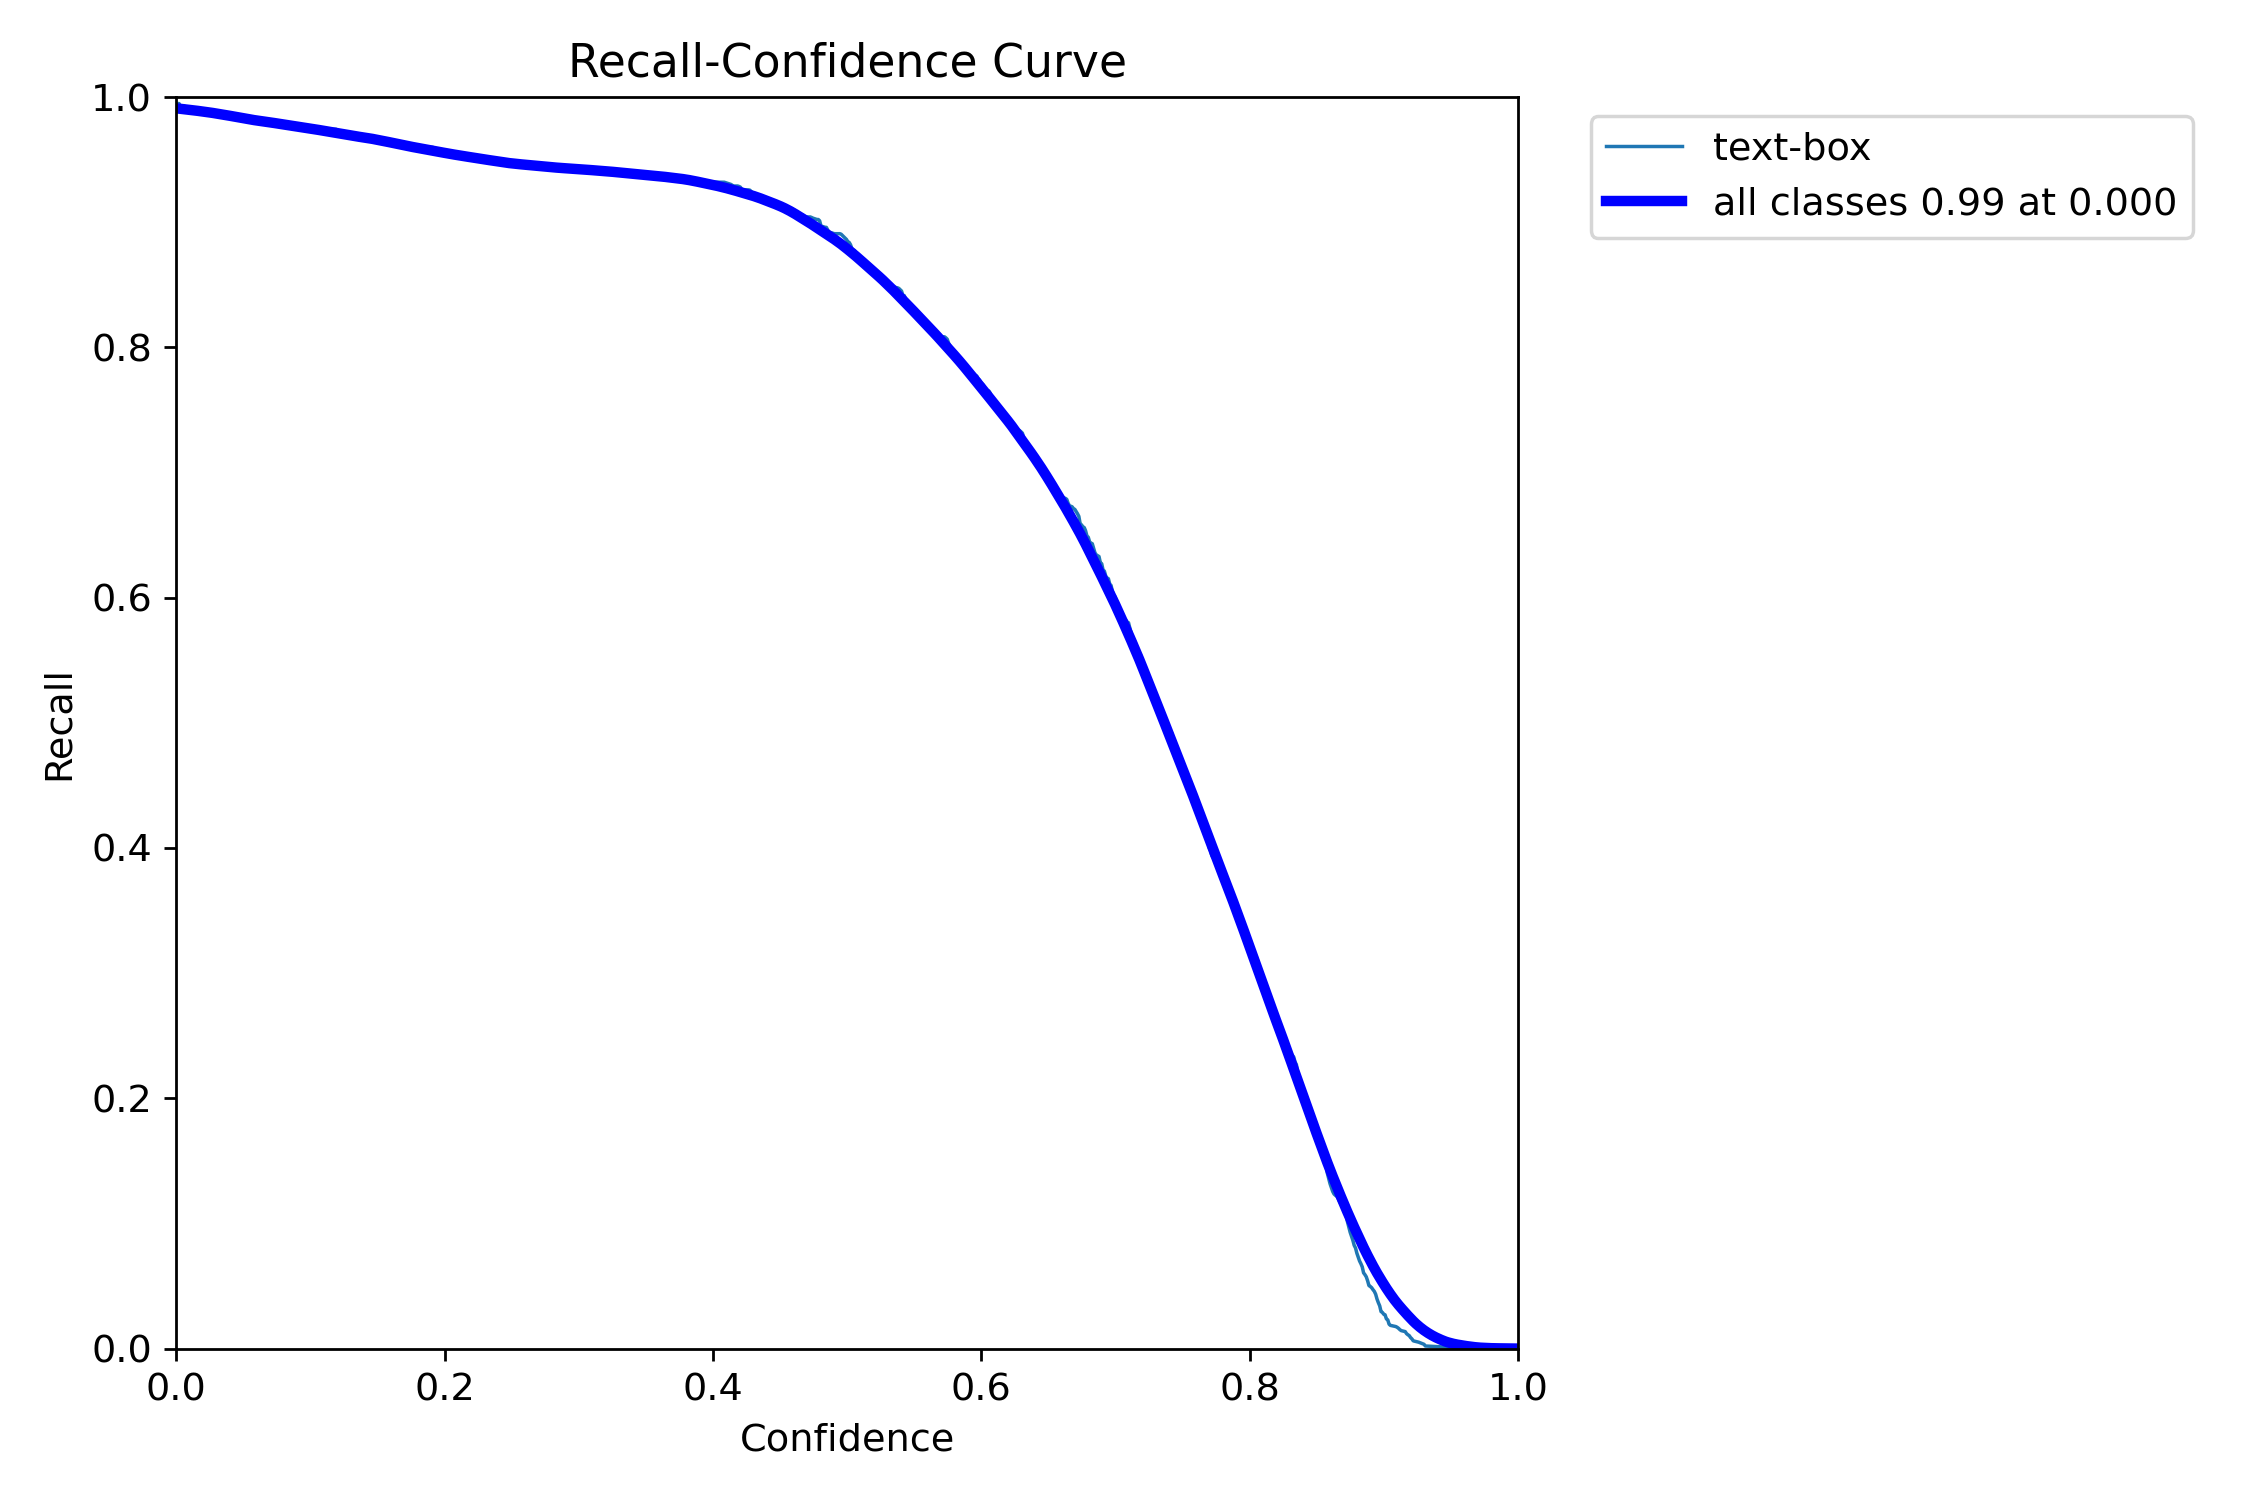 Recall-Confidence Curve
1.0
0.8
0.6
0.4
0.2
0.0
Recall
0.0 0.2 0.4 0.6 0.8 1.0
Confidence
text-box
all classes 0.99 at 0.000